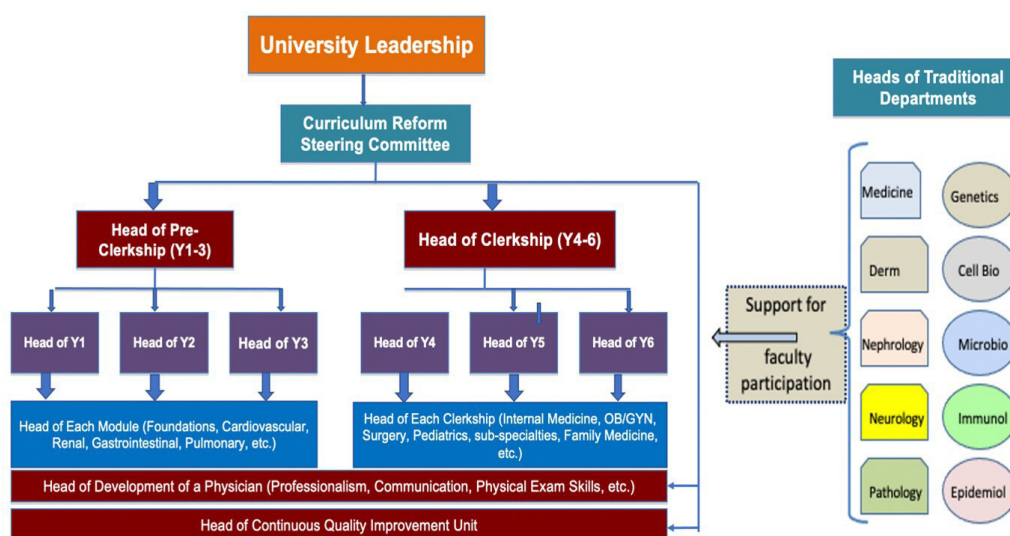 University Leadership
Curriculum Reform
Steering Committee
Head of Pre-
Clerkship (Y1-3)
Head of Clerkship (Y4-6)
Head of Y1
Head of Y2
Head of Y3
Head of Y4
Head of Y5
Head of Y6
Head of Each Module (Foundations, Cardiovascular,
Renal, Gastrointestinal, Pulmonary, etc.)
Head of Each Clerkship (Internal Medicine, OB/GYN,
Surgery, Pediatrics, sub-specialties, Family Medicine,
etc.)
Head of Development of a Physician (Professionalism, Communication, Physical Exam Skills, etc.)
Head of Continuous Quality Improvement Unit
Support for
faculty
participation
Heads of Traditional
Departments
Medicine
Genetics
Derm
Cell Bio
Nephrology
Microbio
Neurology
Immunol
Pathology
Epidemiol